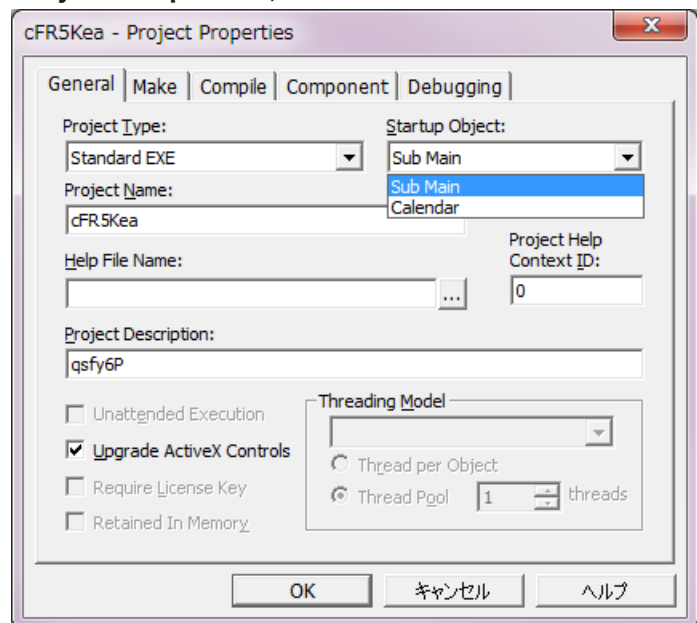 cFR5Kea - Project Properties
General Make Compile Component Debugging
Project Type: Startup Object:
Standard EXE Sub Main
Sub Main
Calendar
Project Name:
cFR5Kea
Help File Name: Project Help
Context ID:
... 0
Project Description:
qsfy6P
Unattended Execution
Upgrade ActiveX Controls
Require License Key
Retained In Memory
Threading Model
Thread per Object
Thread Pool 1 threads
OK キャンセル ヘルプ